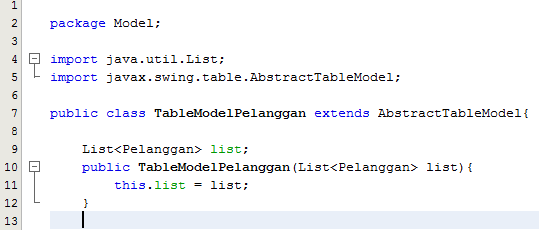 1
2 package Model;
3
4 import java.util.List;
5 import javax.swing.table.AbstractTableModel;
6
7 public class TableModelPelanggan extends AbstractTableModel{
8
9 List<Pelanggan> list;
10 public TableModelPelanggan(List<Pelanggan> list){
11 this.list = list;
12 }
13